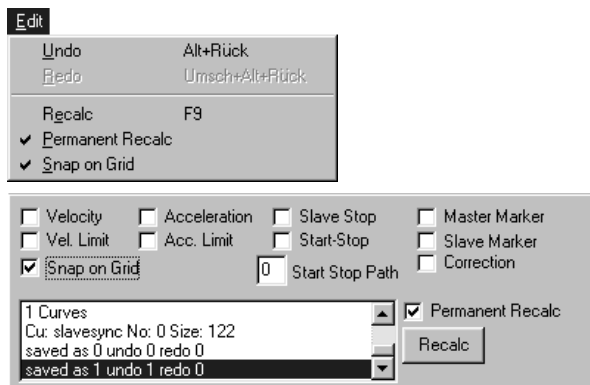 Edit
Undo Alt+Rück
Redo Umsch+Alt+Rück
Recalc F9
Permanent Recalc
Snap on Grid
Velocity Acceleration Slave Stop Master Marker
Vel. Limit Acc. Limit Start-Stop Slave Marker
Snap on Grid 0 Start Stop Path Correction
1 Curves
Cu: slavesync No: 0 Size: 122
saved as 0 undo 0 redo 0
saved as 1 undo 1 redo 0
Permanent Recalc
Recalc